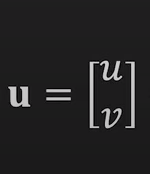 u = [u
v]